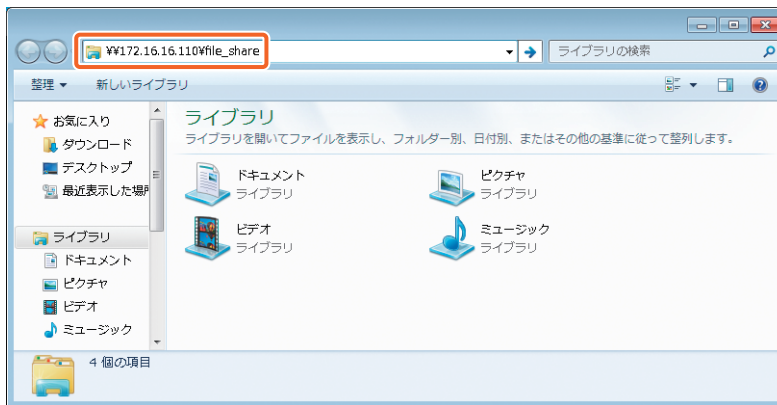 ¥¥172.16.16.110¥file_share
ライブラリの検索
整理
新しいライブラリ
お気に入り
ダウンロード
デスクトップ
最近表示した場所
ライブラリ
ドキュメント
ピクチャ
ビデオ
ミュージック
ライブラリ
ライブラリを開いてファイルを表示し、フォルダー別、日付別、またはその他の基準に従って整列します。
ドキュメント
ライブラリ
ピクチャ
ライブラリ
ビデオ
ライブラリ
ミュージック
ライブラリ
4 個の項目